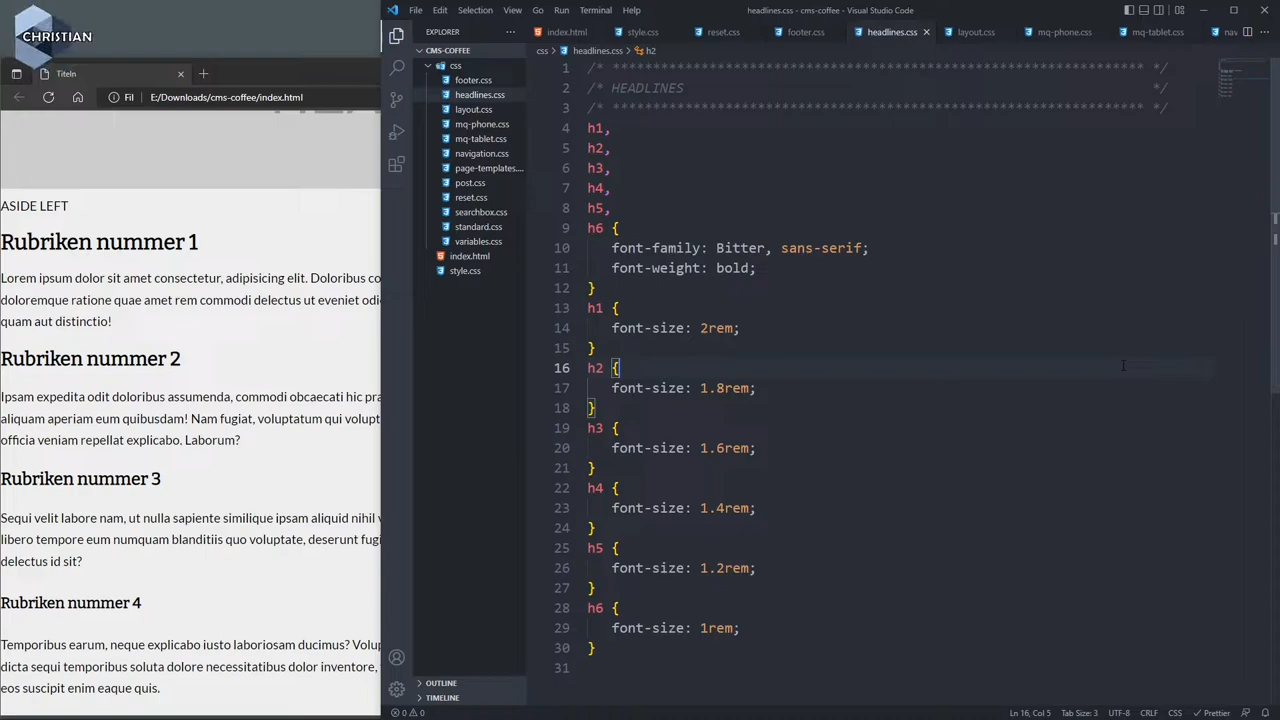 CHRISTIAN
Titeln
Fil
E:/Downloads/cms-coffee/index.html
ASIDE LEFT
Rubriken nummer 1
Lorem ipsum dolor sit amet consectetur, adipisicing elit. Doloribus co
doloremque ratione quae amet rem commodi delectus ut eveniet odi
quam aut distinctio!
Rubriken nummer 2
Ipsam expedita odit doloribus assumenda, commodi obcaecati hic pra
aliquam aperiam eum quibusdam! Nam fugiat, voluptatum qui volupt
officia veniam repellat explicabo. Laborum?
Rubriken nummer 3
Sequi velit labore nam, ut nulla sapiente similique ipsam aliquid nihil v
libero tempore eum numquam blanditiis quo voluptate, deserunt fugi
delectus id sit?
Rubriken nummer 4
Temporibus earum, neque explicabo iusto laboriosam ducimus? Volup
dicta sequi temporibus soluta dolore necessitatibus dolor inventore,
eos suscipit enim eaque quis.
File Edit Selection View Go Run Terminal Help
headlines.css - cms-coffee - Visual Studio Code
EXPLORER
CMS-COFFEE
css
footer.css
headlines.css
layout.css
mq-phone.css
mq-tablet.css
navigation.css
page-templates....
post.css
reset.css
searchbox.css
standard.css
variables.css
index.html
style.css
OUTLINE
TIMELINE
index.html style.css reset.css footer.css headlines.css layout.css mq-phone.css mq-tablet.css nav
css > headlines.css > h2
1 /* ****************************************************************** */
2 /* HEADLINES */
3 /* ****************************************************************** */
4 h1,
5 h2,
6 h3,
7 h4,
8 h5,
9 h6 {
10 font-family: Bitter, sans-serif;
11 font-weight: bold;
12 }
13 h1 {
14 font-size: 2rem;
15 }
16 h2 {
17 font-size: 1.8rem;
18 }
19 h3 {
20 font-size: 1.6rem;
21 }
22 h4 {
23 font-size: 1.4rem;
24 }
25 h5 {
26 font-size: 1.2rem;
27 }
28 h6 {
29 font-size: 1rem;
30 }
31
0 0
Ln 16, Col 5 Tab Size: 3 UTF-8 CRLF CSS Prettier